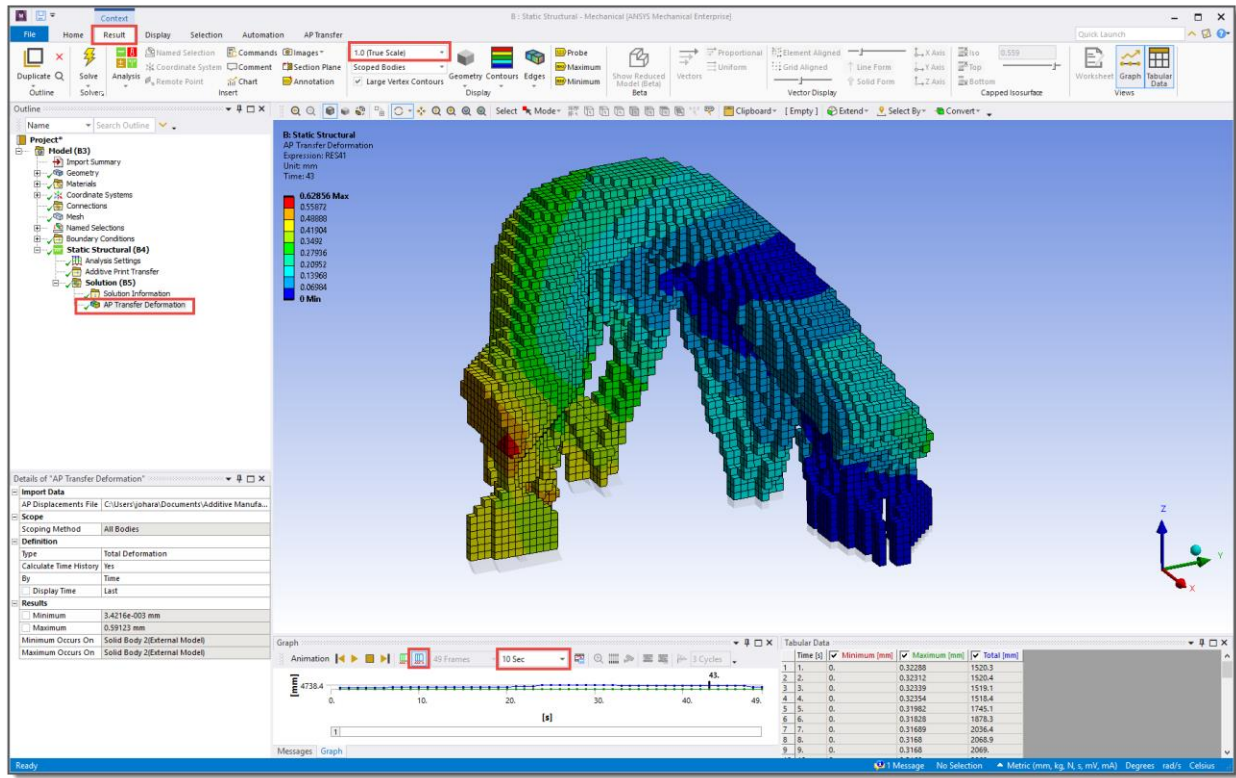 Context
B : Static Structural - Mechanical [ANSYS Mechanical Enterprise]
File Home Result Display Selection Automation AP Transfer
Quick Launch
Duplicate Q
Outline
Solve
Solver
Analysis
Named Selection
Coordinate System
Remote Point
Commands
Comment
Chart
Images
Section Plane
Annotation
Insert
1.0 (True Scale)
Scoped Bodies
Large Vertex Contours
Geometry Contours Edges
Display
Probe
Maximum
Minimum
Show Reduced
Model (Beta)
Beta
Vectors
Proportional
Uniform
Element Aligned
Grid Aligned
Line Form
Solid Form
X Axis
Y Axis
Z Axis
Vector Display
Iso 0.559
Top
Bottom
Capped Isosurface
Worksheet Graph Tabular
Data
Views
Outline
Name Search Outline
Select Mode Clipboard [ Empty ] Extend Select By Convert
Project*
Model (B3)
Import Summary
Geometry
Materials
Coordinate Systems
Connections
Mesh
Named Selections
Boundary Conditions
Static Structural (B4)
Analysis Settings
Additive Print Transfer
Solution (B5)
Solution Information
AP Transfer Deformation
B: Static Structural
AP Transfer Deformation
Expression: RES41
Unit: mm
Time: 43
0.62856 Max
0.55872
0.48888
0.41904
0.3492
0.27936
0.20952
0.13968
0.06984
0 Min
Z
Y
X
Details of "AP Transfer Deformation"
Import Data
AP Displacements File C:\Users\johara\Documents\Additive Manufa...
Scope
Scoping Method All Bodies
Definition
Type Total Deformation
Calculate Time History Yes
By Time
Display Time Last
Results
Minimum 3.4216e-003 mm
Maximum 0.59123 mm
Minimum Occurs On Solid Body 2(External Model)
Maximum Occurs On Solid Body 2(External Model)
Graph
Animation 49 Frames 10 Sec 3 Cycles
43.
[mm] 4738.4
0. 10. 20. 30. 40. 49.
[s]
1
Messages Graph
Tabular Data
Time [s] Minimum [mm] Maximum [mm] Total [mm]
1 1. 0. 0.32288 1520.3
2 2. 0. 0.32312 1520.4
3 3. 0. 0.32339 1519.1
4 4. 0. 0.32354 1518.4
5 5. 0. 0.31982 1745.1
6 6. 0. 0.31828 1878.3
7 7. 0. 0.31689 2036.4
8 8. 0. 0.3168 2068.9
9 9. 0. 0.3168 2069.
Ready
1 Message No Selection Metric (mm, kg, N, s, mV, mA) Degrees rad/s Celsius